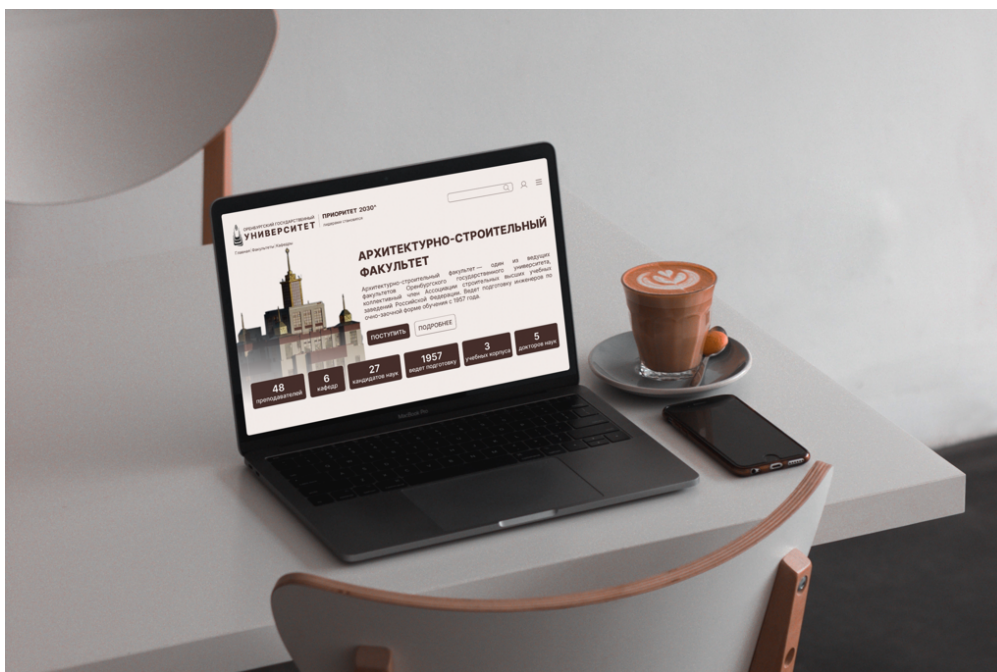 ОРЕНБУРГСКИЙ ГОСУДАРСТВЕННЫЙ
УНИВЕРСИТЕТ
ПРИОРИТЕТ 2030*
лидерами становятся
Главная Факультеты Кафедры
АРХИТЕКТУРНО-СТРОИТЕЛЬНЫЙ
ФАКУЛЬТЕТ
Архитектурно-строительный факультет — один из ведущих
факультетов Оренбургского государственного университета,
коллективный член Ассоциации строительных высших учебных
заведений Российской Федерации. Ведет подготовку инженеров по
очно-заочной форме обучения с 1957 года.
ПОСТУПИТЬ
ПОДРОБНЕЕ
48
преподавателей
6
кафедр
27
кандидатов наук
1957
ведет подготовку
3
учебных корпуса
5
докторов наук
MacBook Pro